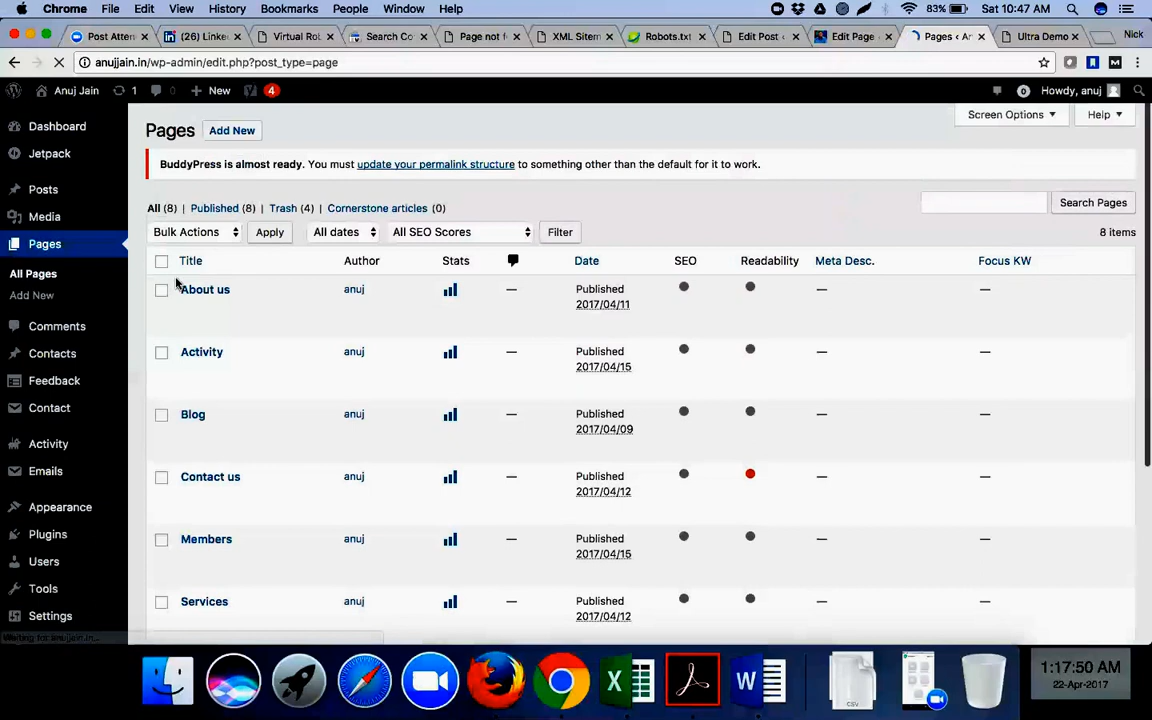 Chrome File Edit View History Bookmarks People Window Help 83% Sat 10:47 AM
Post Atten LinkedIn (2) Linke Virtual Roi Search Co Page not f XML Sitem Robots.txt Edit Post ‹ Edit Page ‹ Pages ‹ A Ultra Demo Nick
anujjain.in/wp-admin/edit.php?post_type=page
Anuj Jain 1 0 + New 4 0 Howdy, anuj
Screen Options Help
Dashboard
Jetpack
Posts
Media
Pages
All Pages
Add New
Comments
Contacts
Feedback
Contact
Activity
Emails
Appearance
Plugins
Users
Tools
Settings
Waiting for anujjain.in...
Pages Add New
BuddyPress is almost ready. You must update your permalink structure to something other than the default for it to work.
All (8) | Published (8) | Trash (4) | Cornerstone articles (0)
Search Pages
Bulk Actions Apply All dates All SEO Scores Filter 8 items
Title Author Stats Date SEO Readability Meta Desc. Focus KW
About us anuj — Published — —
2017/04/11
Activity anuj — Published — —
2017/04/15
Blog anuj — Published — —
2017/04/09
Contact us anuj — Published — —
2017/04/12
Members anuj — Published — —
2017/04/15
Services anuj — Published — —
2017/04/12
X W CSV
1:17:50 AM
22-Apr-2017